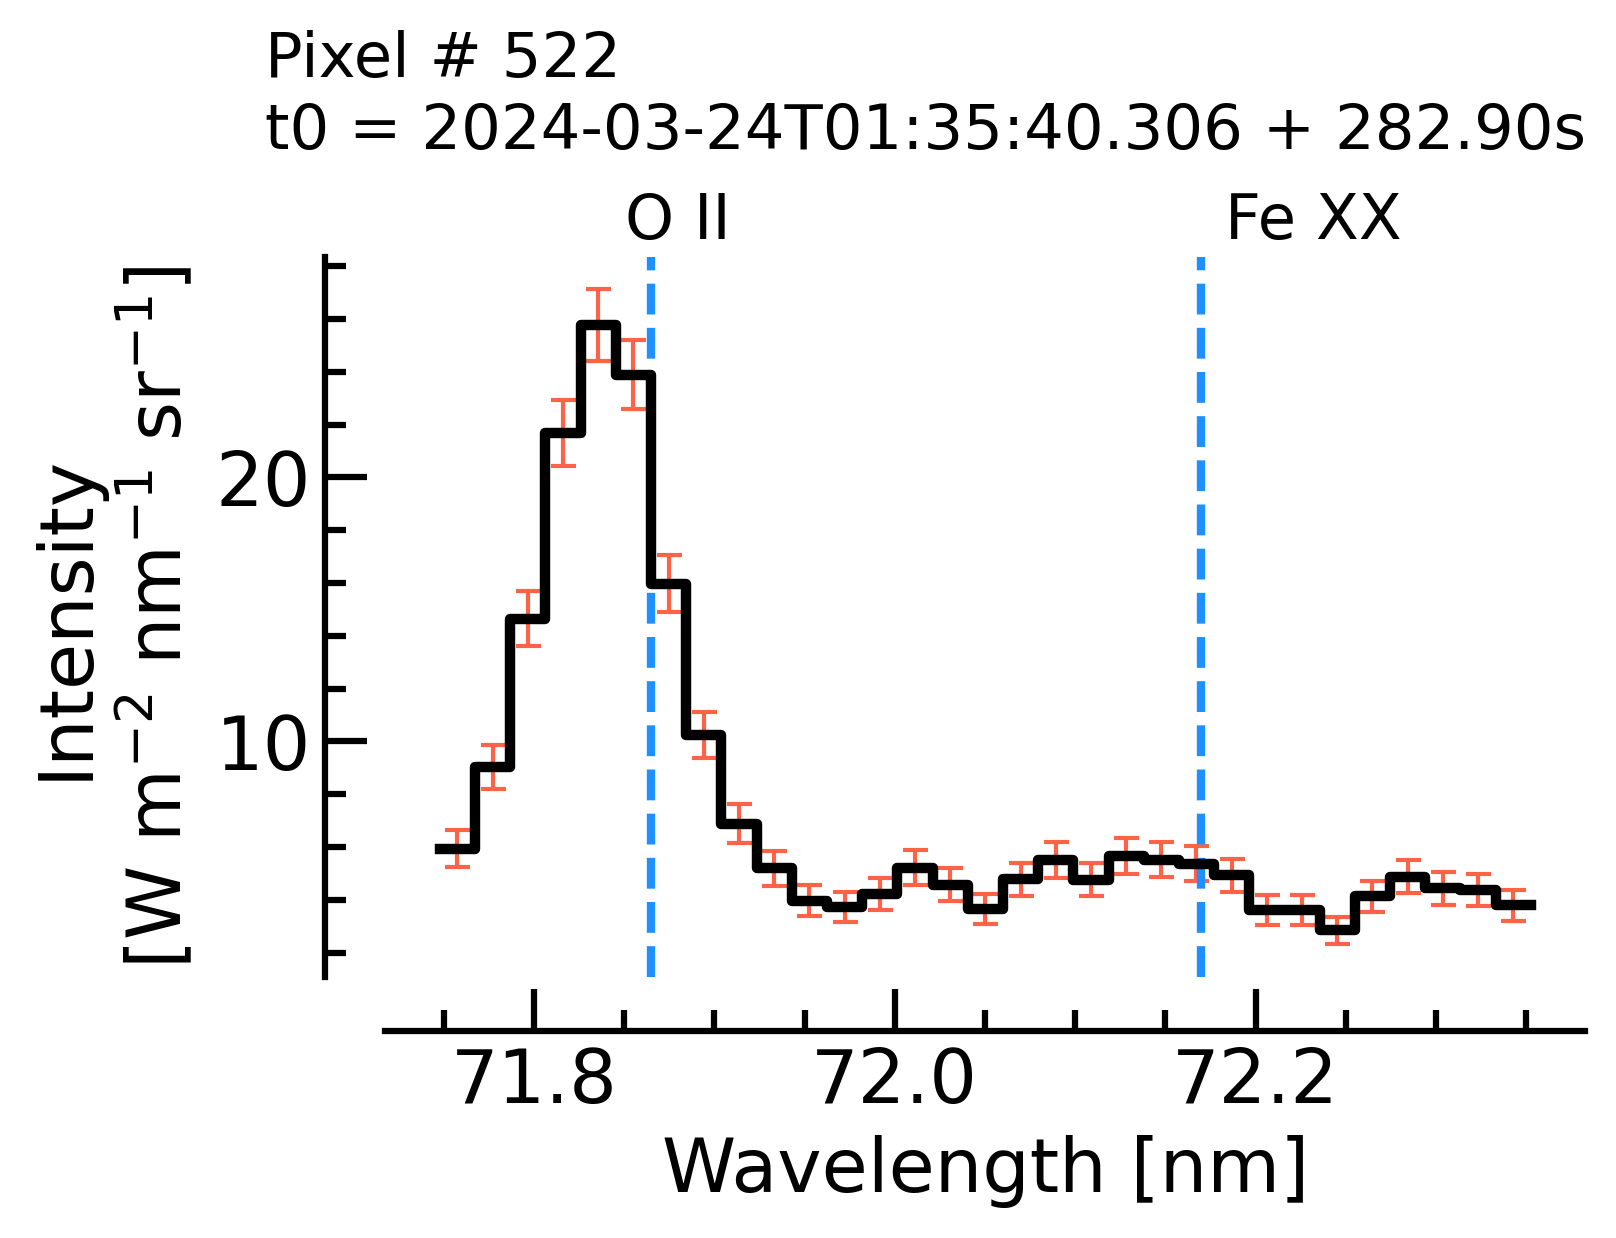 Pixel # 522
t0 = 2024-03-24T01:35:40.306 + 282.90s
O II
Fe XX
Intensity
[W m⁻² nm⁻¹ sr⁻¹]
20
10
71.8
72.0
72.2
Wavelength [nm]